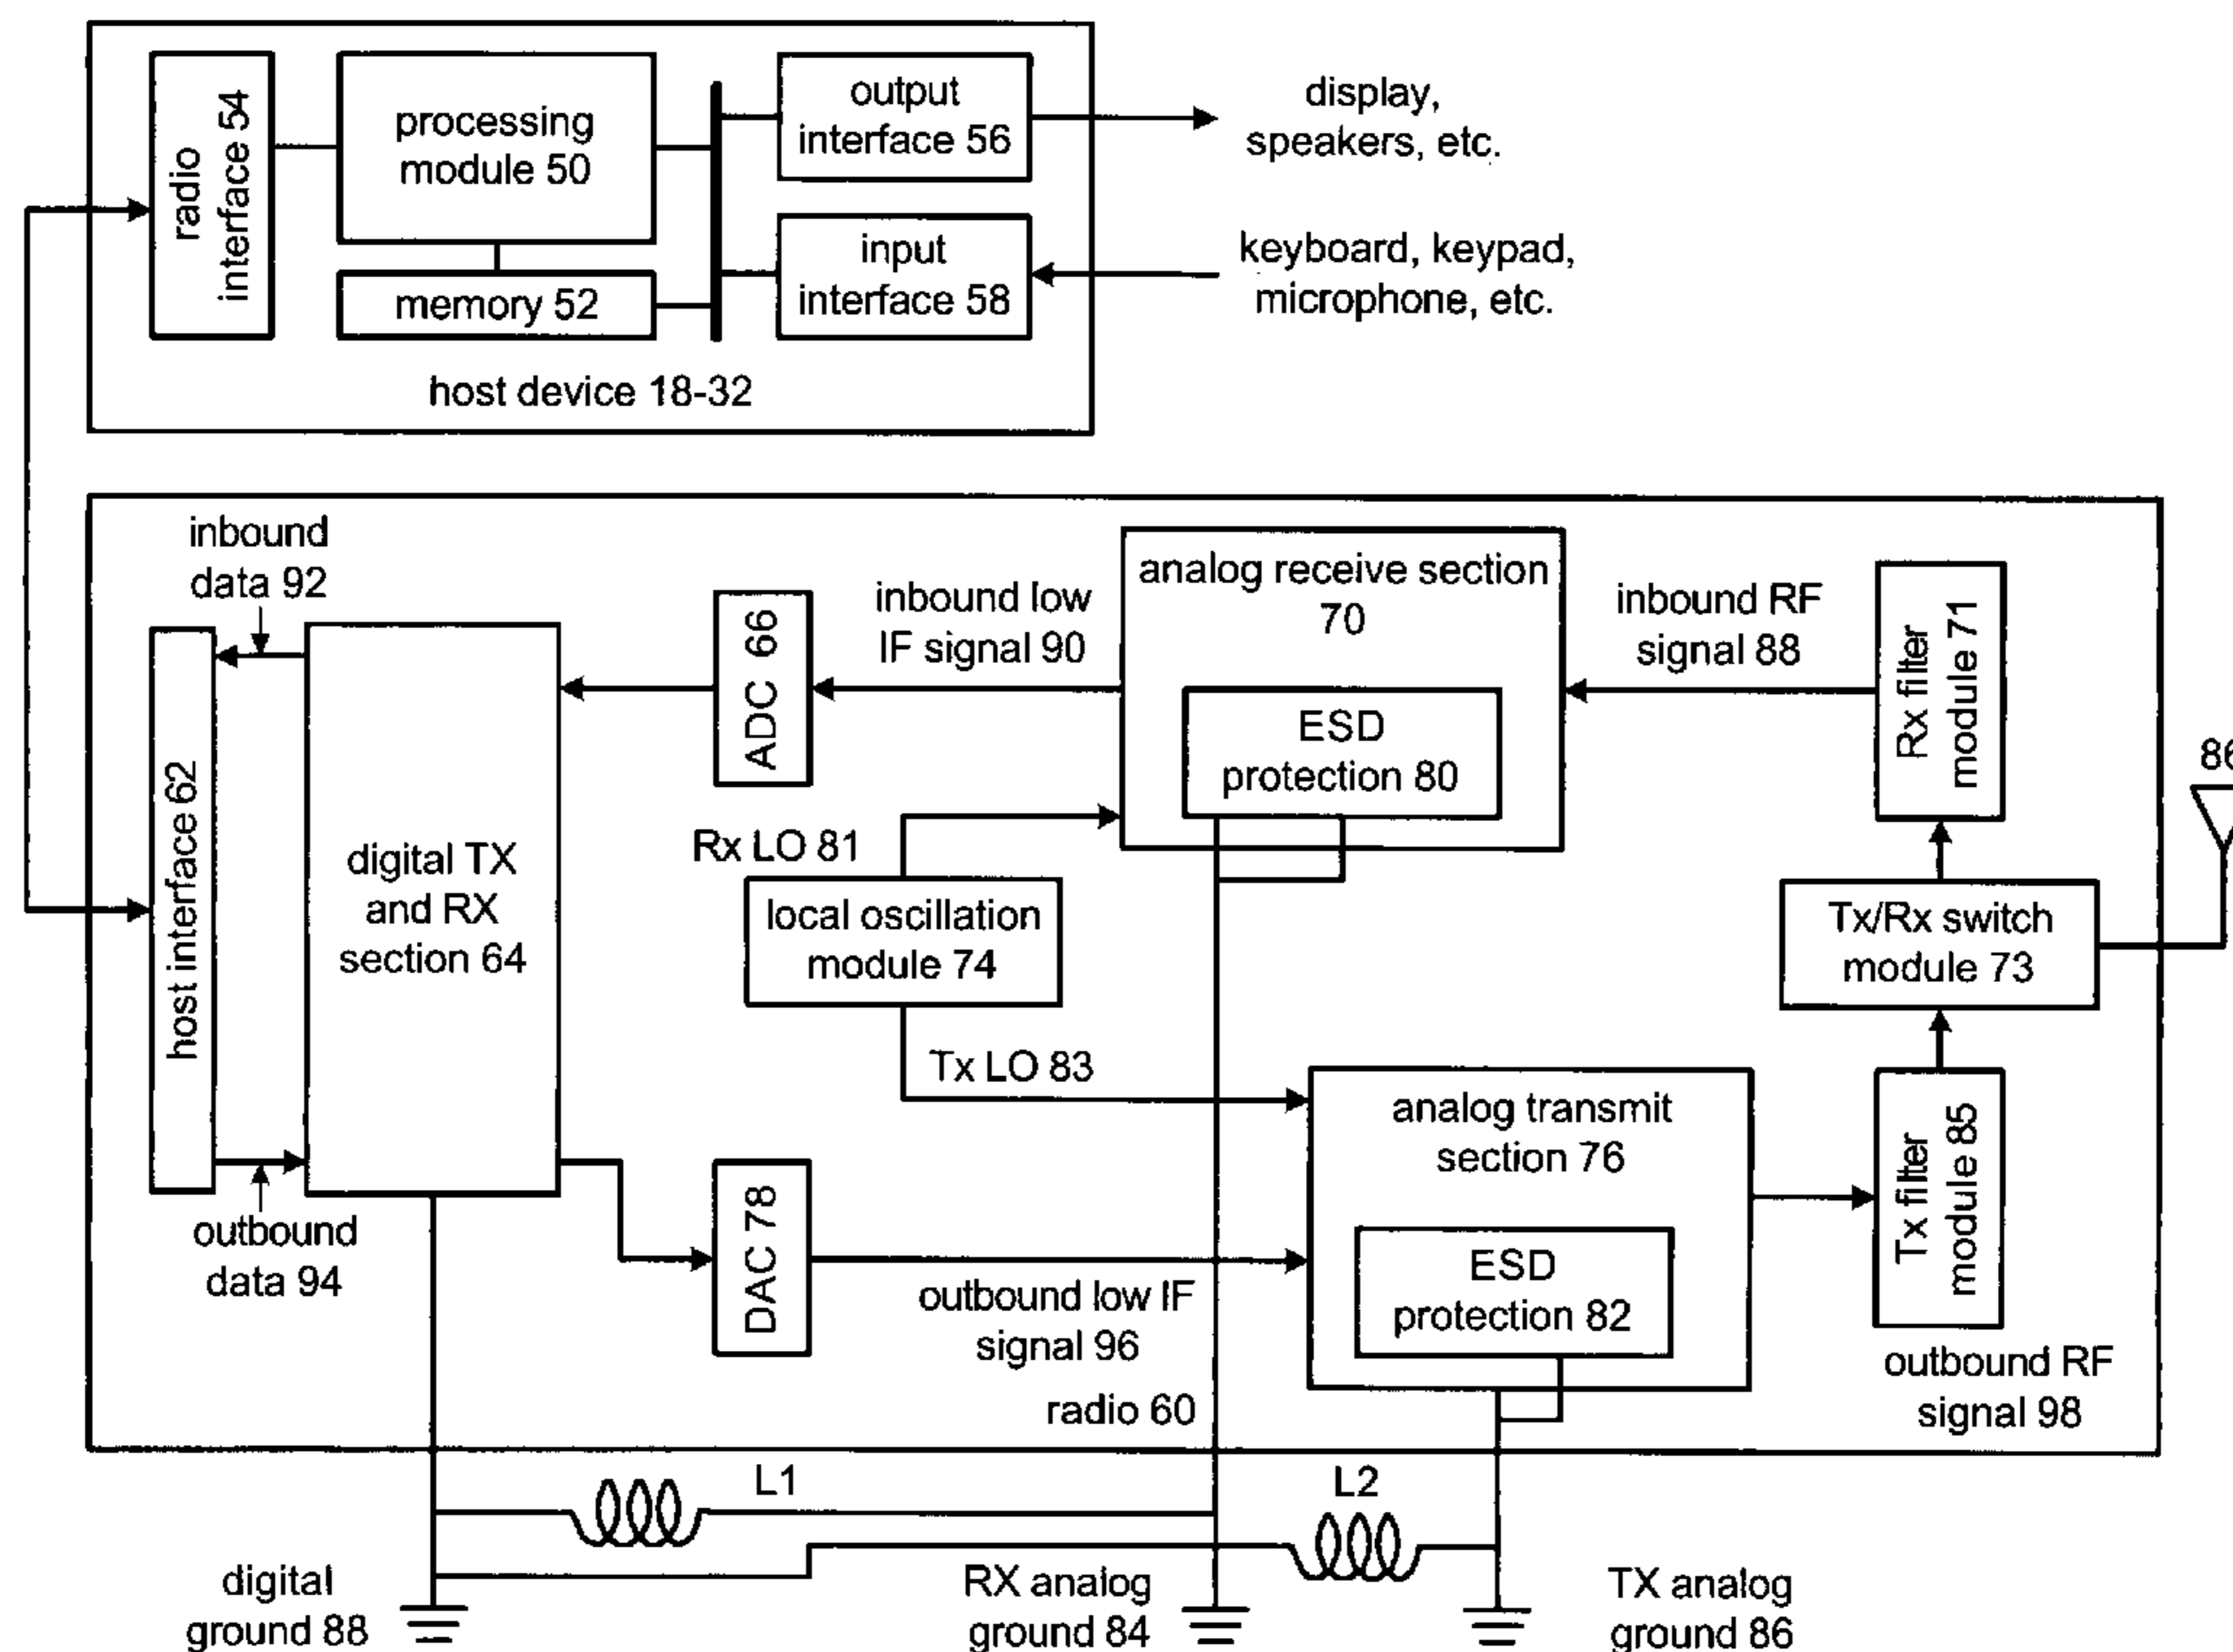 radio
interface 54
processing
module 50
memory 52
output
interface 56
input
interface 58
display,
speakers, etc.
keyboard, keypad,
microphone, etc.
host device 18-32
inbound
data 92
host interface 62
digital TX
and RX
section 64
outbound
data 94
ADC 66
inbound low
IF signal 90
analog receive section
70
ESD
protection 80
inbound RF
signal 88
Rx filter
module 71
86
Rx LO 81
local oscillation
module 74
Tx LO 83
Tx/Rx switch
module 73
DAC 78
outbound low IF
signal 96
analog transmit
section 76
ESD
protection 82
Tx filter
module 85
outbound RF
signal 98
radio 60
L1
L2
digital
ground 88
RX analog
ground 84
TX analog
ground 86